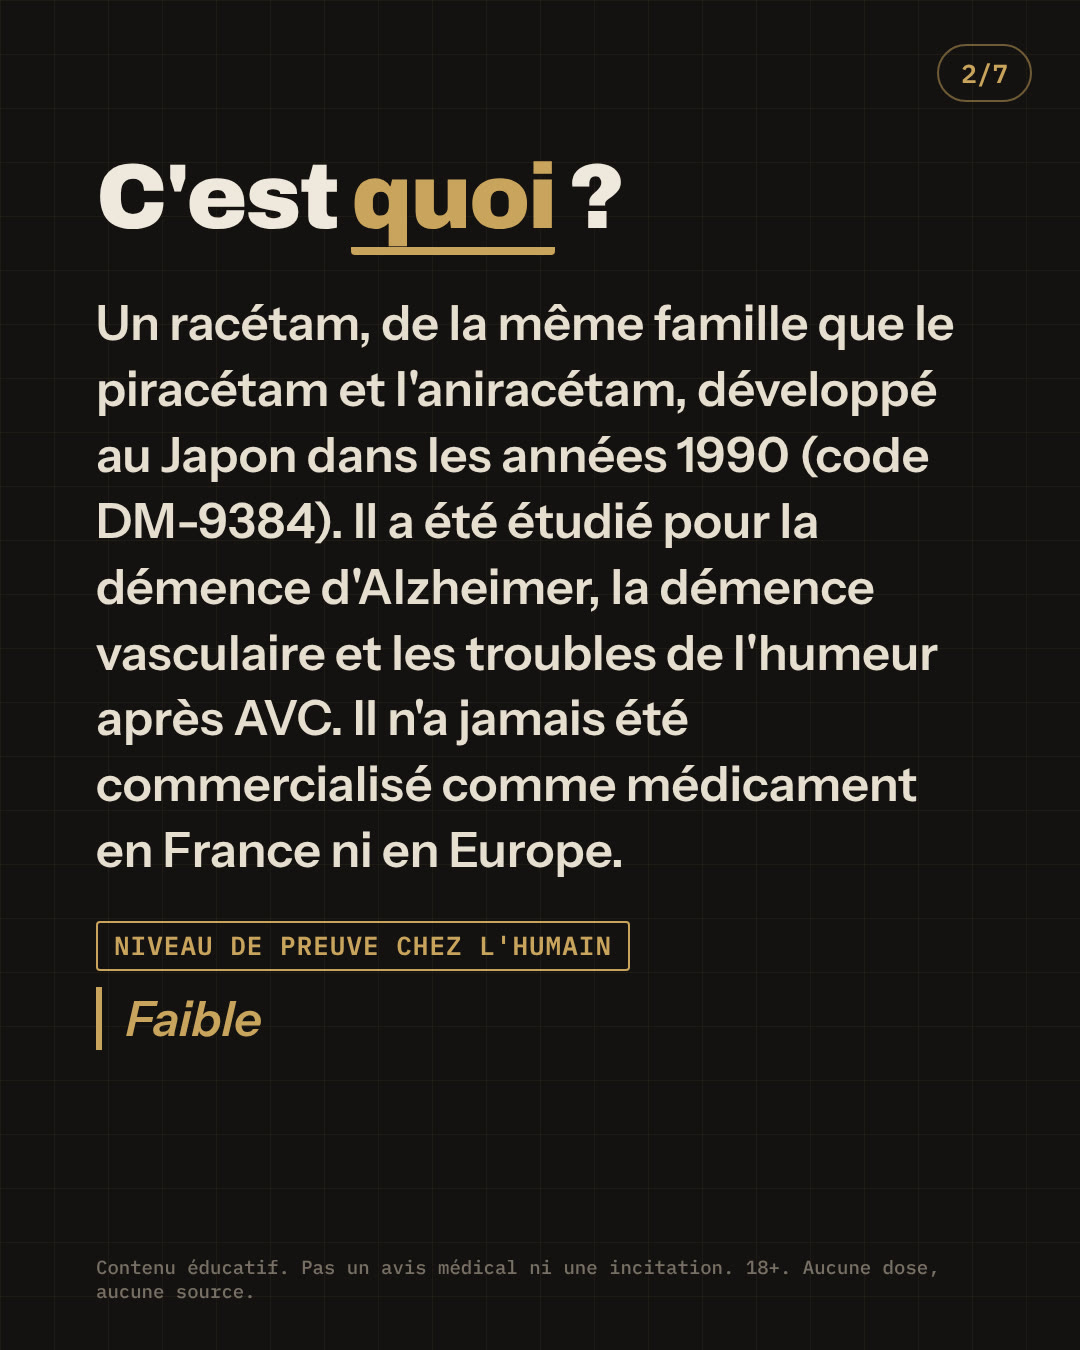 2/7
C'est quoi ?
Un racétam, de la même famille que le
piracétam et l'aniracétam, développé
au Japon dans les années 1990 (code
DM-9384). Il a été étudié pour la
démence d'Alzheimer, la démence
vasculaire et les troubles de l'humeur
après AVC. Il n'a jamais été
commercialisé comme médicament
en France ni en Europe.
NIVEAU DE PREUVE CHEZ L'HUMAIN
Faible
Contenu éducatif. Pas un avis médical ni une incitation. 18+. Aucune dose,
aucune source.